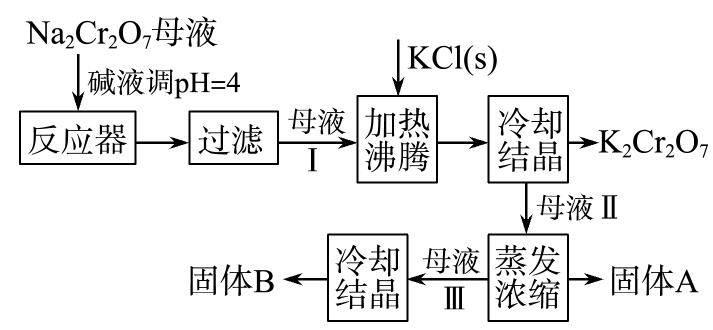 Na₂Cr₂O₇母液
碱液调pH=4
KCl(s)
反应器
过滤
母液
Ⅰ
加热
沸腾
冷却
结晶
K₂Cr₂O₇
母液Ⅱ
固体B
冷却
结晶
母液
Ⅲ
蒸发
浓缩
固体A